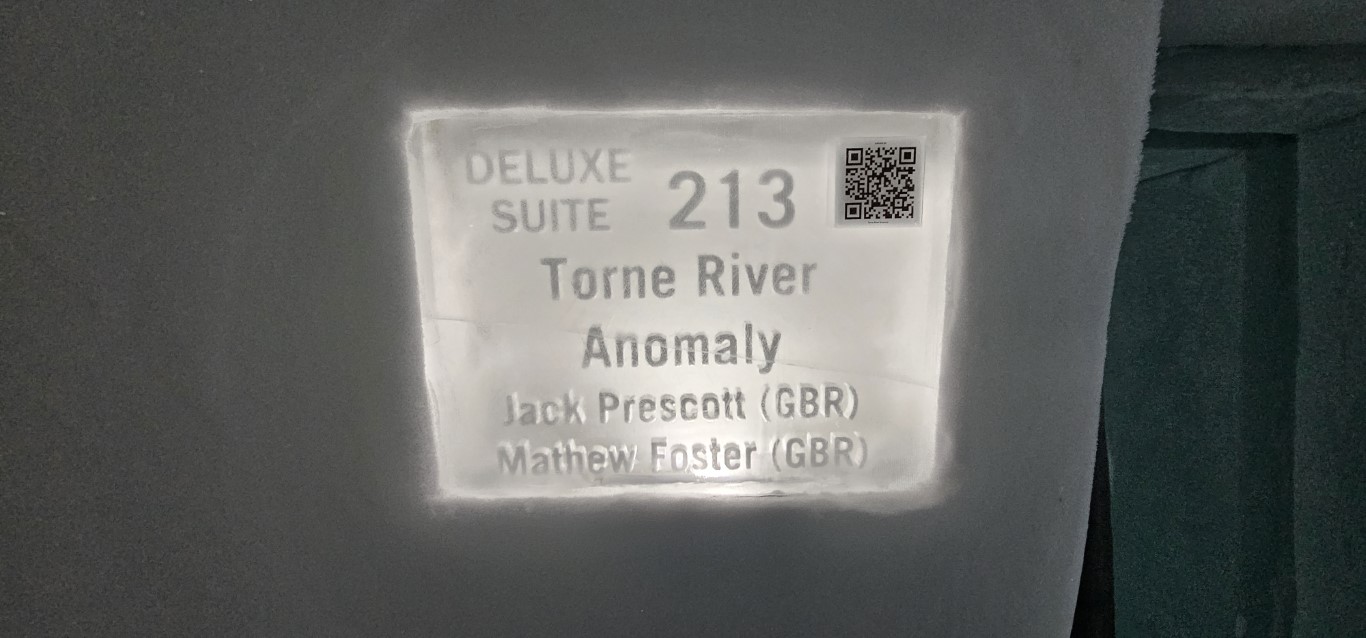 DELUXE
SUITE 213
Torne River
Anomaly
Jack Prescott (GBR)
Mathew Foster (GBR)